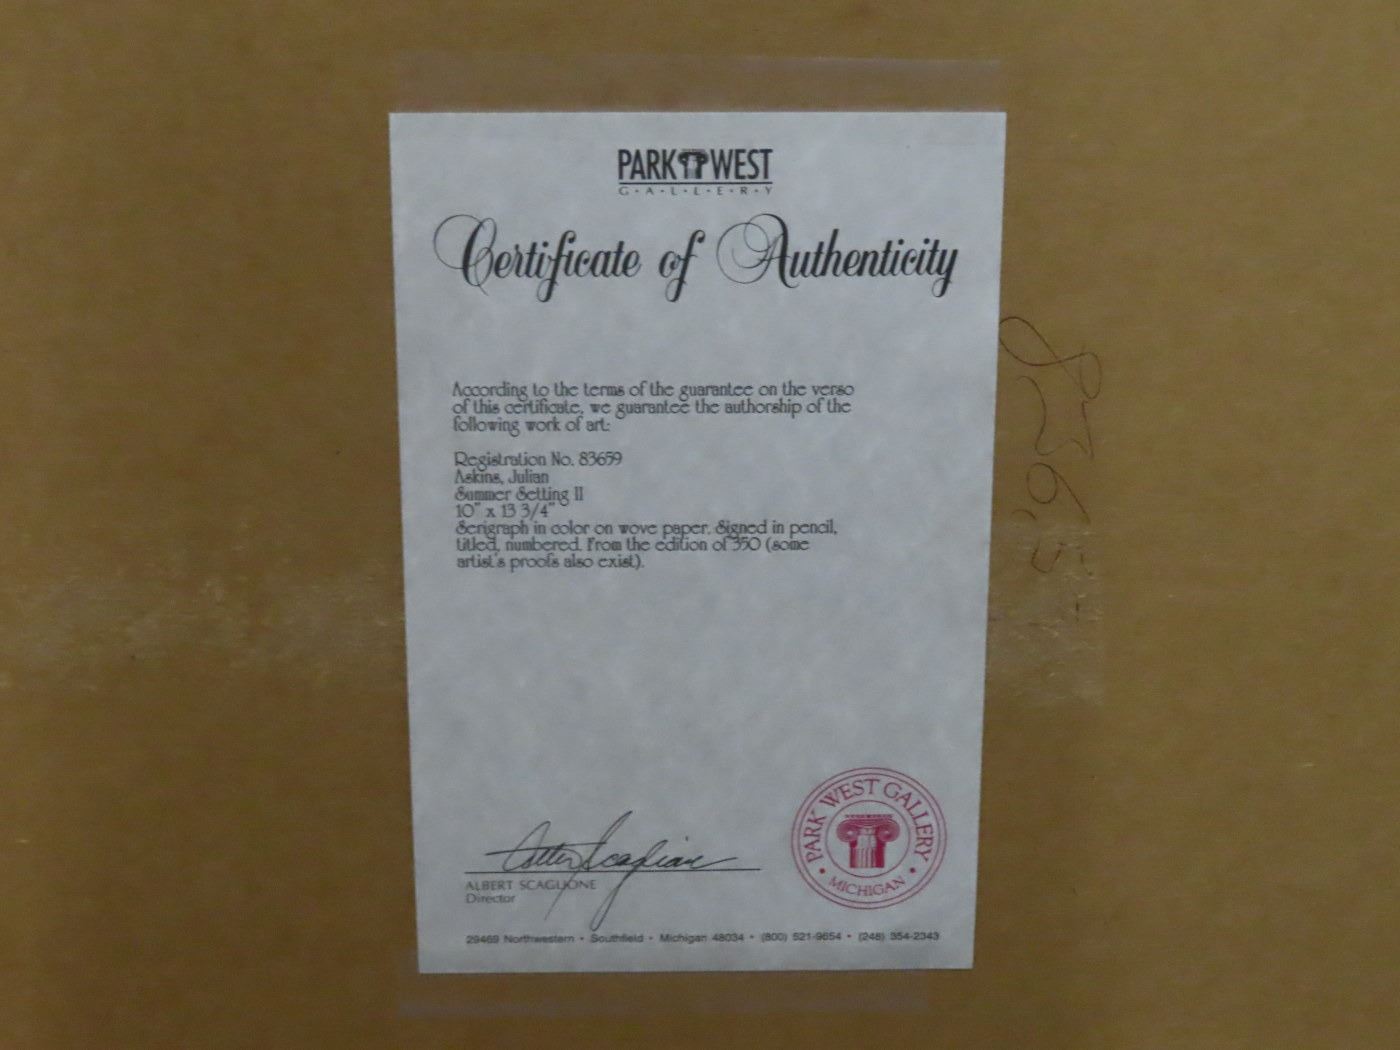 PARK WEST
G·A·L·L·E·R·Y
Certificate of Authenticity
According to the terms of the guarantee on the verso
of this certificate, we guarantee the authorship of the
following work of art:
Registration No. 83659
Askins, Julian
Summer Setting II
10" x 13 3/4"
Serigraph in color on wove paper. Signed in pencil,
titled, numbered. From the edition of 350 (some
artist's proofs also exist).
ALBERT SCAGLIONE
Director
PARK WEST GALLERY
• MICHIGAN •
29469 Northwestern • Southfield • Michigan 48034 • (800) 521-9654 • (248) 354-2343